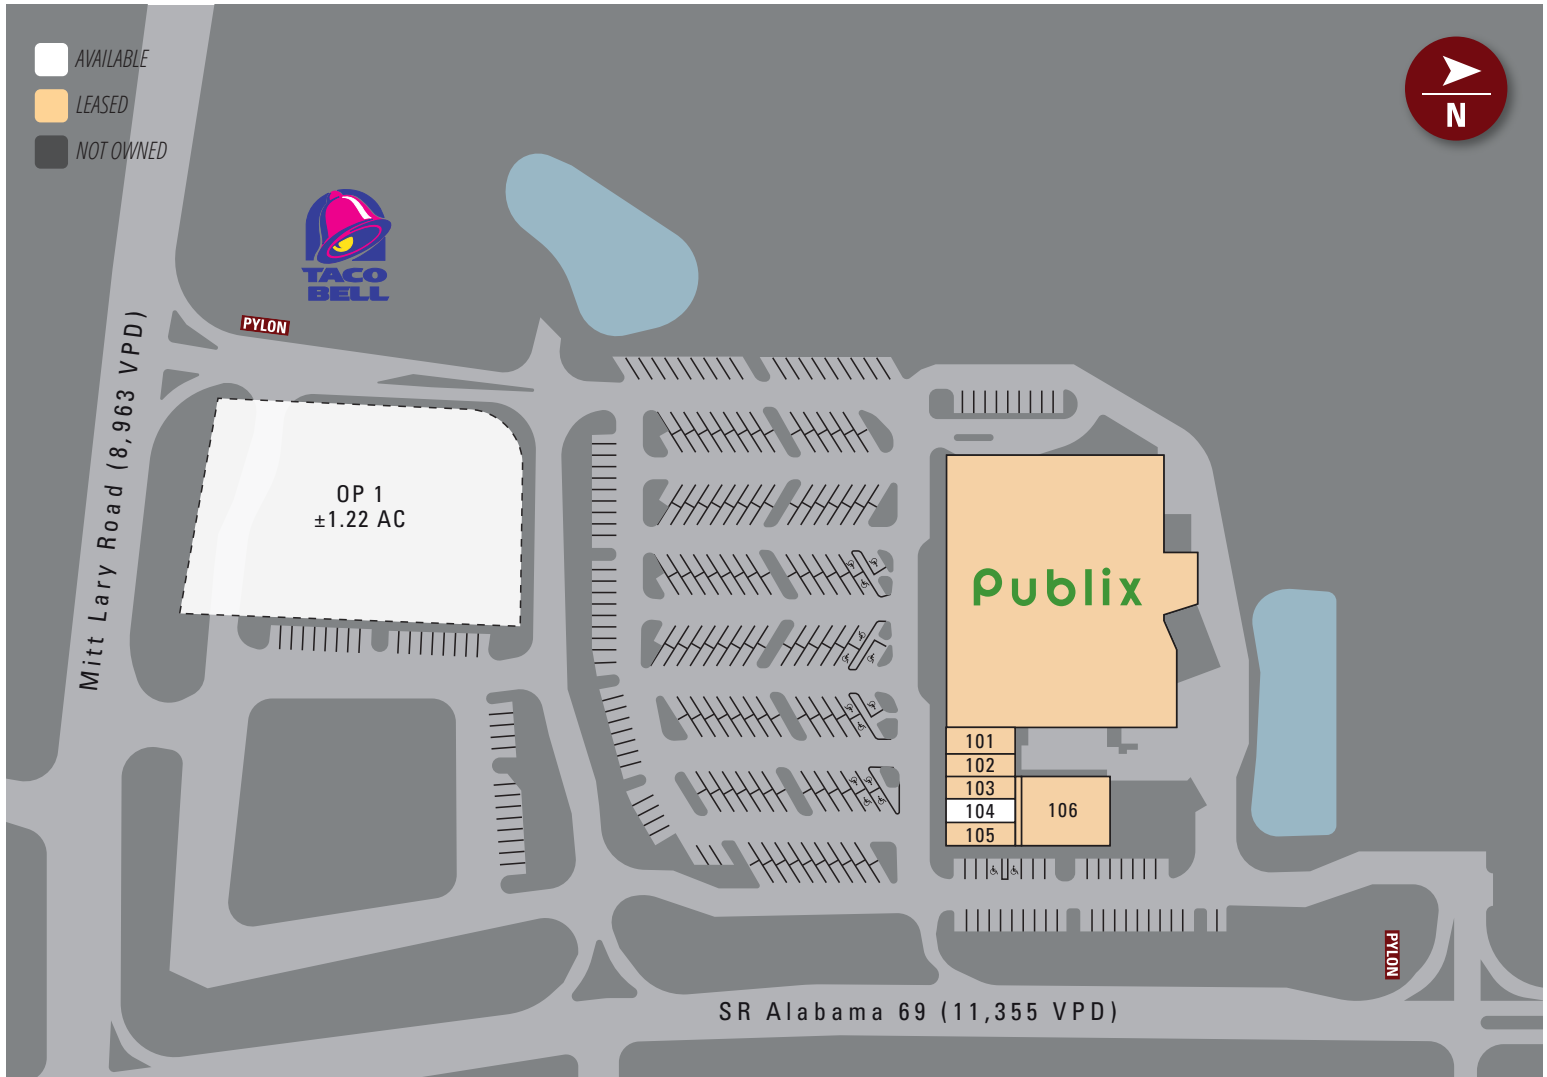 AVAILABLE
LEASED
NOT OWNED
N
TACO
BELL
PYLON
Mitt Lary Road (8,963 VPD)
OP 1
±1.22 AC
Publix
101
102
103
104
105
106
PYLON
SR Alabama 69 (11,355 VPD)